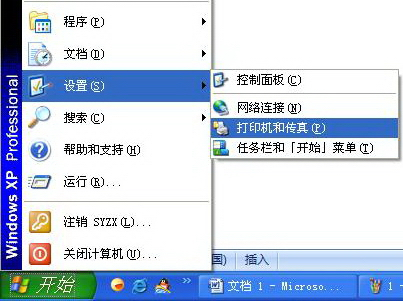 Windows XP Professional
程序(P)
文档(D)
设置(S)
搜索(C)
帮助和支持(H)
运行(R)...
注销 SYZX(L)...
关闭计算机(U)...
控制面板(C)
网络连接(N)
打印机和传真(P)
任务栏和「开始」菜单(T)
国) 插入
开始
文档 1 - Microso...
1 -